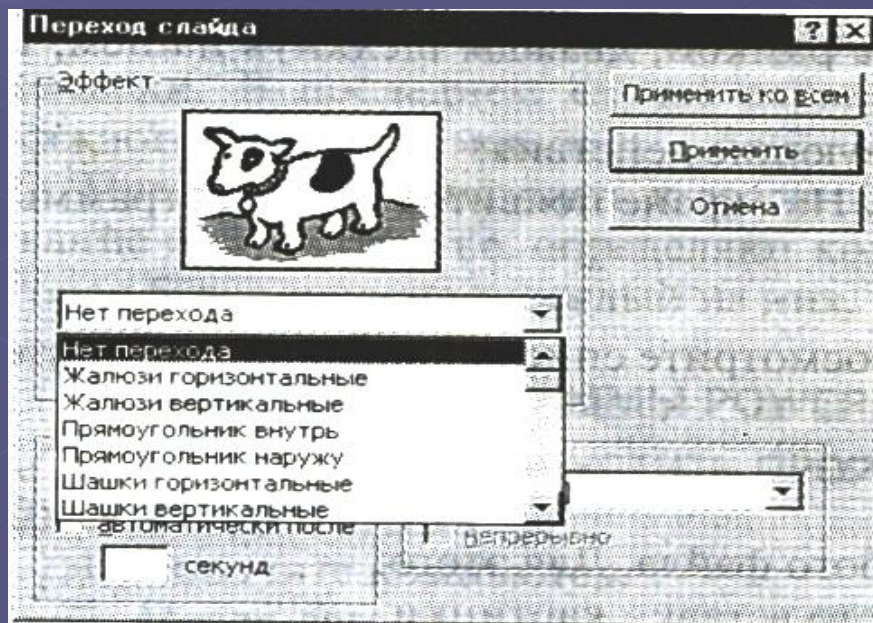 Переход слайда
Эффект
Применить ко всем
Применить
Отмена
Нет перехода
Нет перехода
Жалюзи горизонтальные
Жалюзи вертикальные
Прямоугольник внутрь
Прямоугольник наружу
Шашки горизонтальные
Шашки вертикальные
автоматически после
непрерывно
секунд